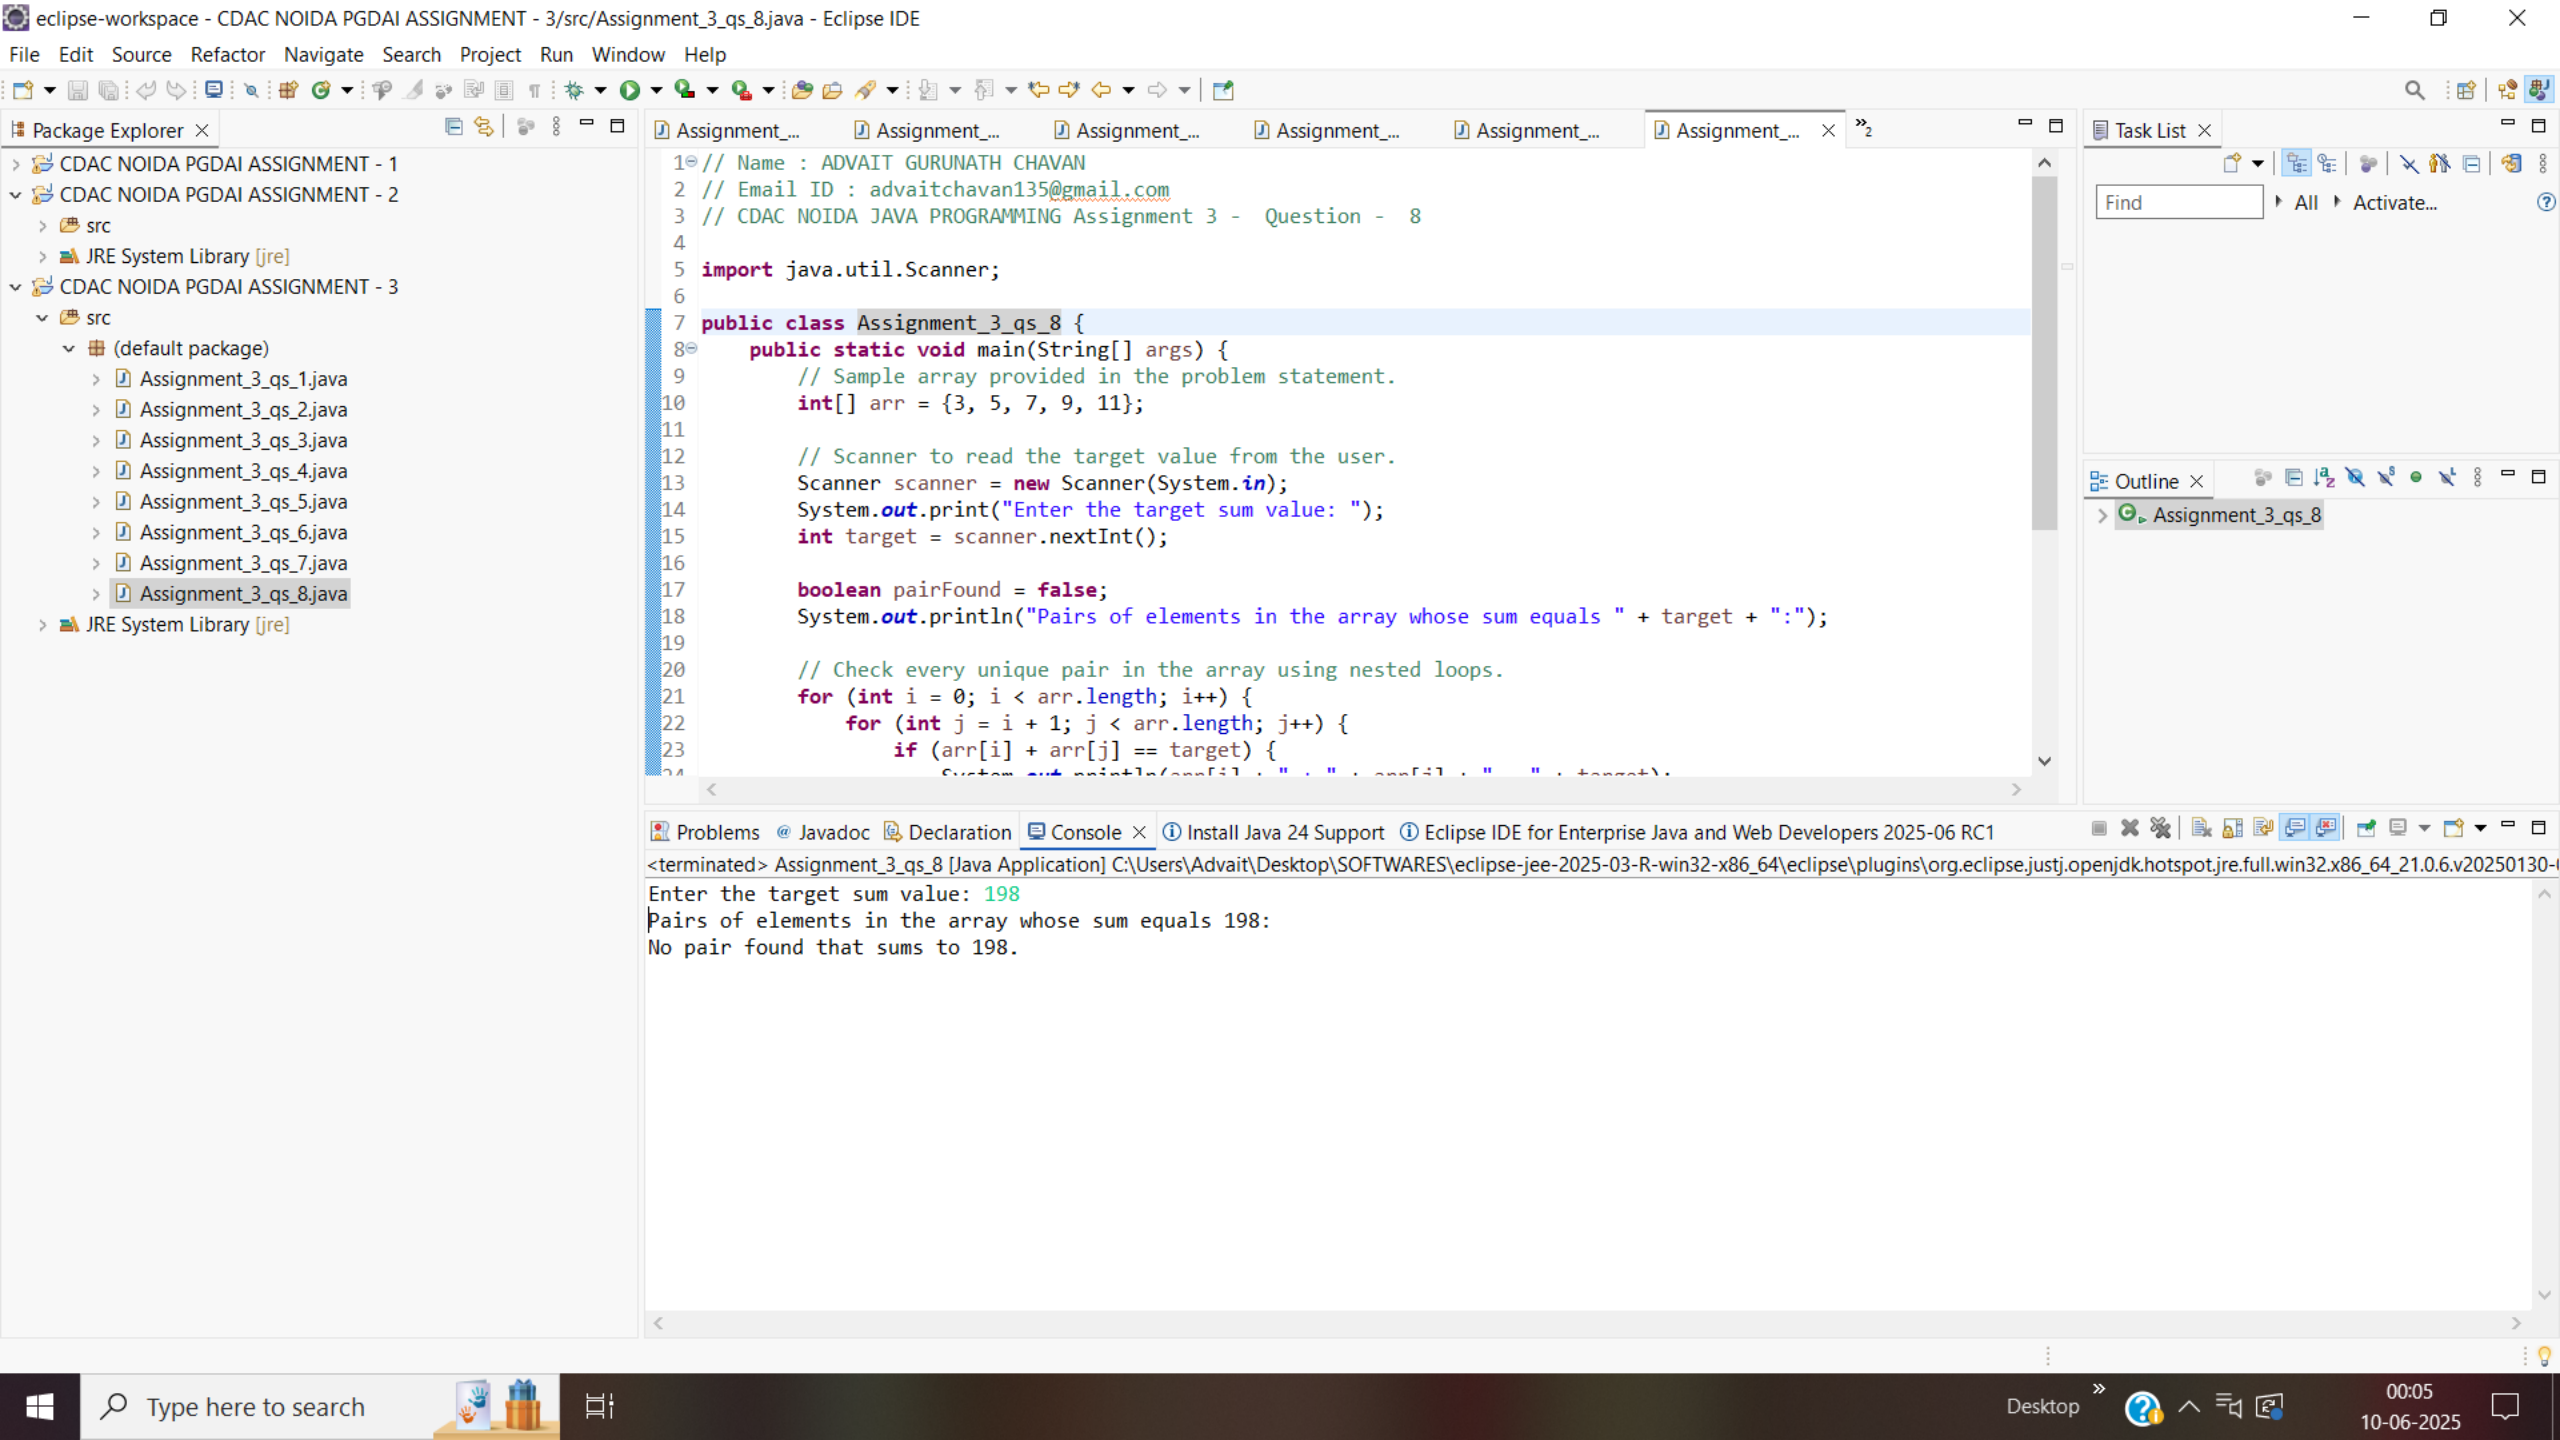 eclipse-workspace - CDAC NOIDA PGDAI ASSIGNMENT - 3/src/Assignment_3_qs_8.java - Eclipse IDE
File Edit Source Refactor Navigate Search Project Run Window Help
Package Explorer
CDAC NOIDA PGDAI ASSIGNMENT - 1
CDAC NOIDA PGDAI ASSIGNMENT - 2
src
JRE System Library [jre]
CDAC NOIDA PGDAI ASSIGNMENT - 3
src
(default package)
Assignment_3_qs_1.java
Assignment_3_qs_2.java
Assignment_3_qs_3.java
Assignment_3_qs_4.java
Assignment_3_qs_5.java
Assignment_3_qs_6.java
Assignment_3_qs_7.java
Assignment_3_qs_8.java
JRE System Library [jre]
Assignment_... Assignment_... Assignment_... Assignment_... Assignment_... Assignment_... »2
1 // Name : ADVAIT GURUNATH CHAVAN
2 // Email ID : advaitchavan135@gmail.com
3 // CDAC NOIDA JAVA PROGRAMMING Assignment 3 -  Question -  8
4
5 import java.util.Scanner;
6
7 public class Assignment_3_qs_8 {
8     public static void main(String[] args) {
9         // Sample array provided in the problem statement.
10         int[] arr = {3, 5, 7, 9, 11};
11
12         // Scanner to read the target value from the user.
13         Scanner scanner = new Scanner(System.in);
14         System.out.print("Enter the target sum value: ");
15         int target = scanner.nextInt();
16
17         boolean pairFound = false;
18         System.out.println("Pairs of elements in the array whose sum equals " + target + ":");
19
20         // Check every unique pair in the array using nested loops.
21         for (int i = 0; i < arr.length; i++) {
22             for (int j = i + 1; j < arr.length; j++) {
23                 if (arr[i] + arr[j] == target) {
Task List
Find All Activate...
Outline
Assignment_3_qs_8
Problems @ Javadoc Declaration Console Install Java 24 Support Eclipse IDE for Enterprise Java and Web Developers 2025-06 RC1
<terminated> Assignment_3_qs_8 [Java Application] C:\Users\Advait\Desktop\SOFTWARES\eclipse-jee-2025-03-R-win32-x86_64\eclipse\plugins\org.eclipse.justj.openjdk.hotspot.jre.full.win32.x86_64_21.0.6.v20250130-
Enter the target sum value: 198
Pairs of elements in the array whose sum equals 198:
No pair found that sums to 198.
Type here to search
Desktop »
00:05
10-06-2025